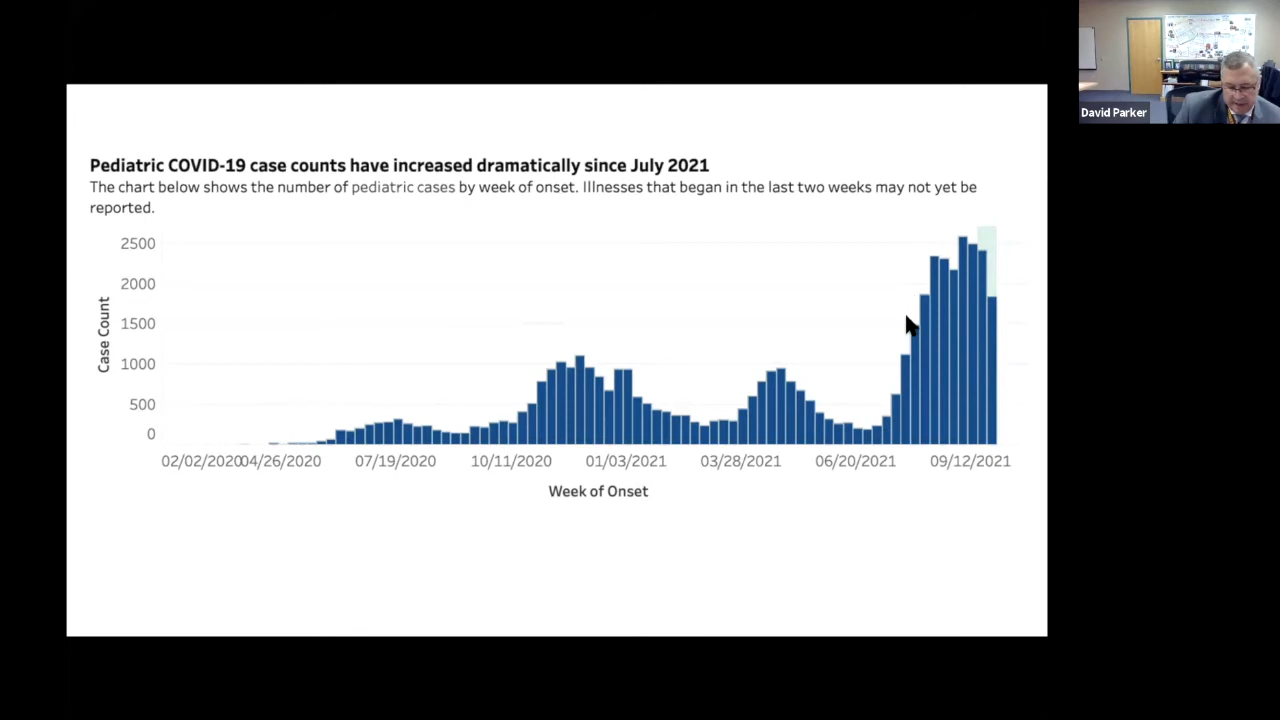 Pediatric COVID-19 case counts have increased dramatically since July 2021
The chart below shows the number of pediatric cases by week of onset. Illnesses that began in the last two weeks may not yet be
reported.
2500
2000
1500
1000
500
0
Case Count
02/02/2020 04/26/2020 07/19/2020 10/11/2020 01/03/2021 03/28/2021 06/20/2021 09/12/2021
Week of Onset
David Parker